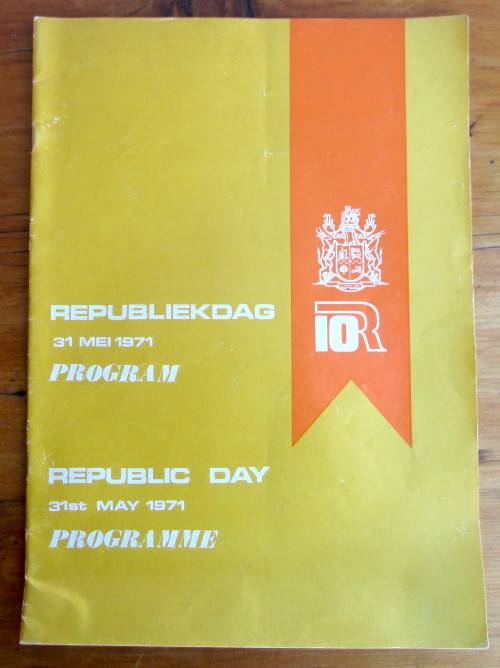 REPUBLIEKDAG
31 MEI 1971
PROGRAM
10R
REPUBLIC DAY
31st MAY 1971
PROGRAMME